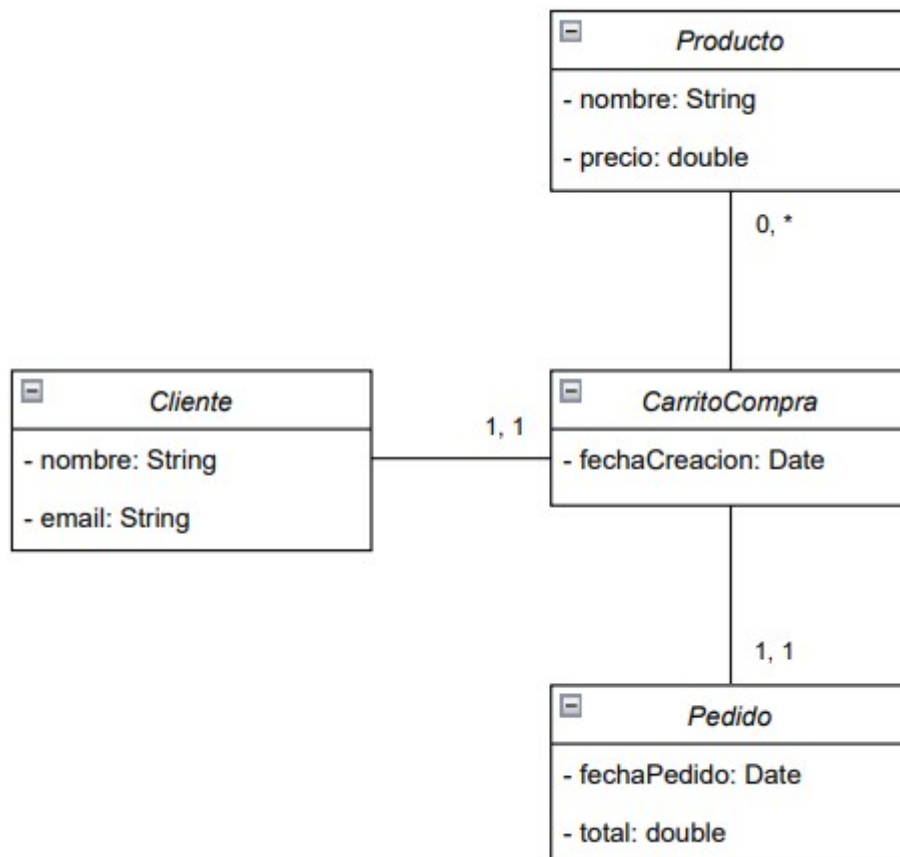 Producto
- nombre: String
- precio: double
0, *
Cliente
- nombre: String
- email: String
1, 1
CarritoCompra
- fechaCreacion: Date
1, 1
Pedido
- fechaPedido: Date
- total: double